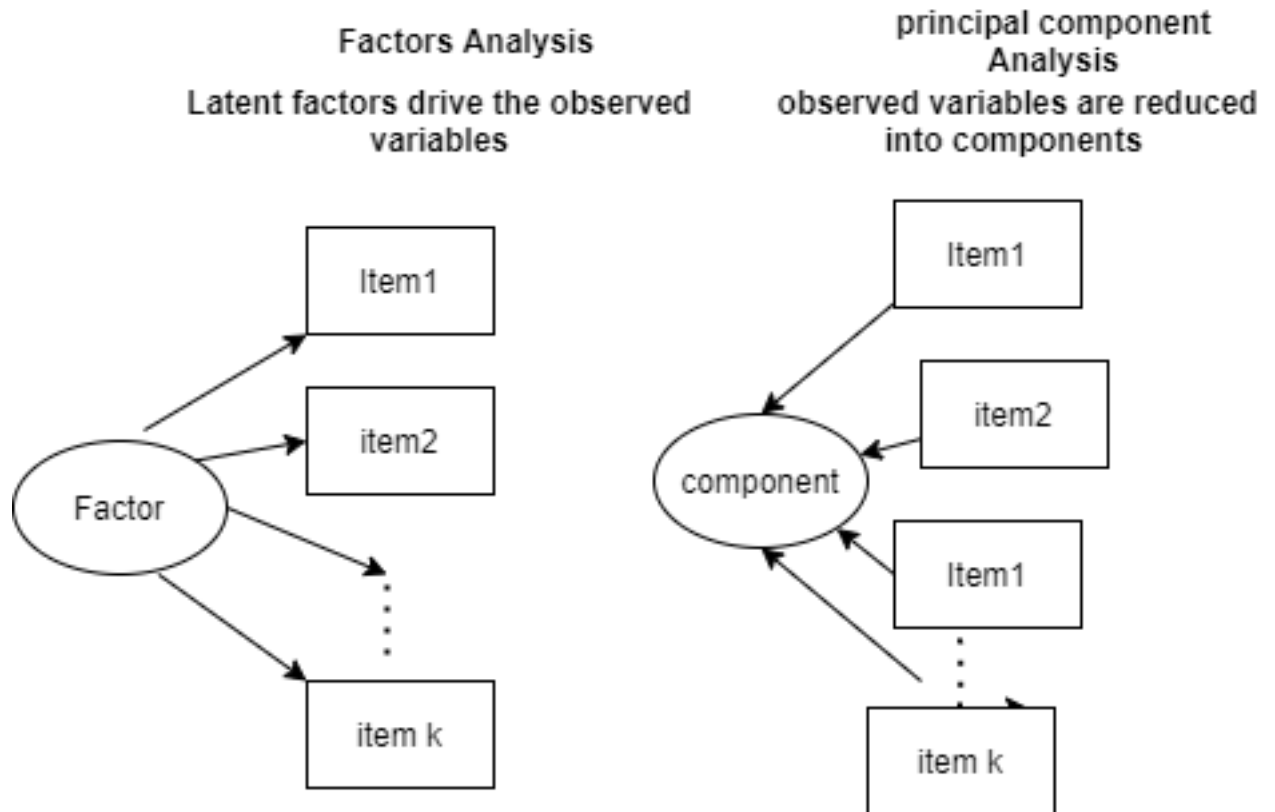 Factors Analysis
Latent factors drive the observed
variables
Item1
item2
Factor
item k
principal component
Analysis
observed variables are reduced
into components
Item1
item2
component
Item1
item k